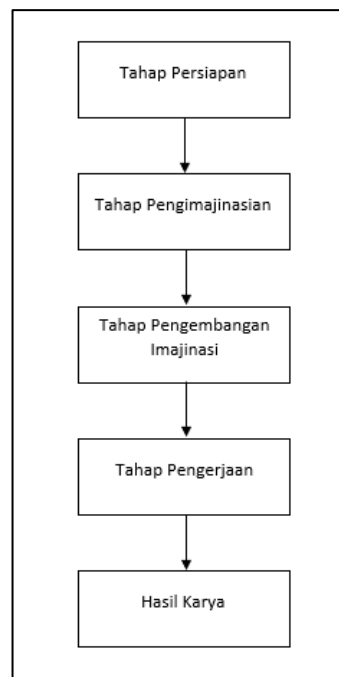 Tahap Persiapan
Tahap Pengimajinasian
Tahap Pengembangan
Imajinasi
Tahap Pengerjaan
Hasil Karya